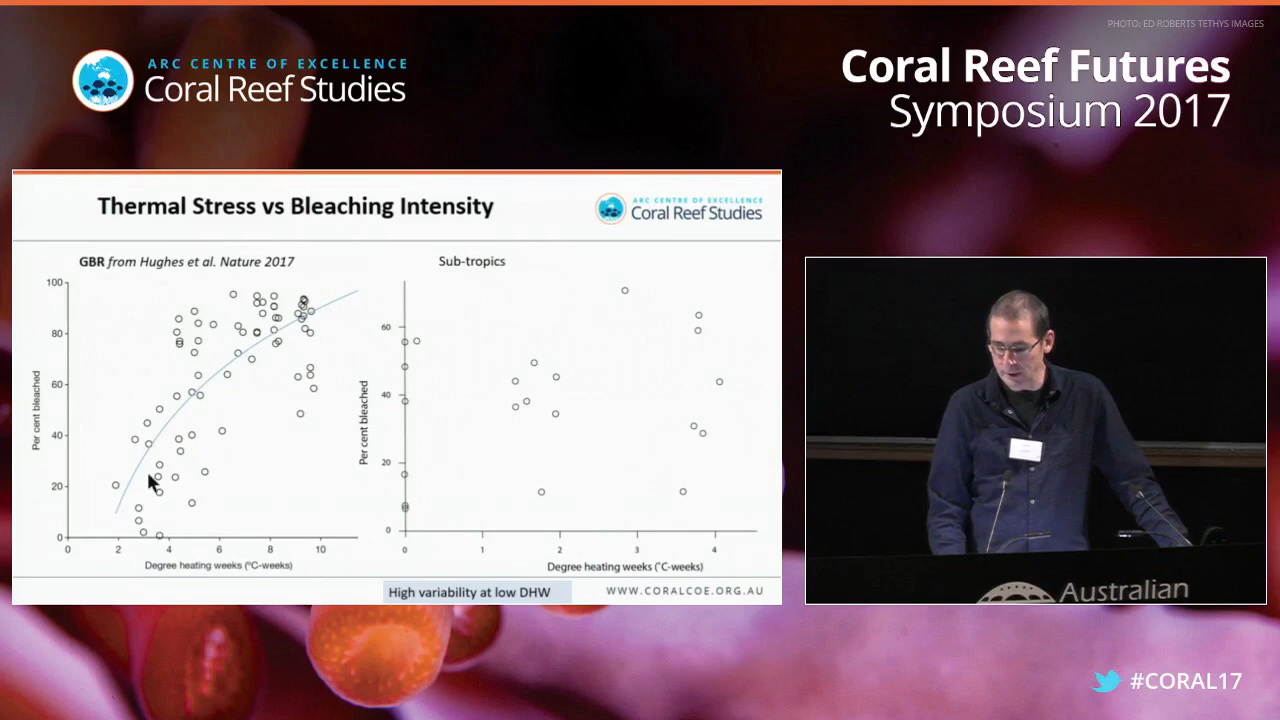 PHOTO: ED ROBERTS TETHYS IMAGES
ARC CENTRE OF EXCELLENCE
Coral Reef Studies
Coral Reef Futures
Symposium 2017
Thermal Stress vs Bleaching Intensity
ARC CENTRE OF EXCELLENCE
Coral Reef Studies
GBR from Hughes et al. Nature 2017
Per cent bleached
100
80
60
40
20
0
0 2 4 6 8 10
Degree heating weeks (°C-weeks)
Sub-tropics
Per cent bleached
60
40
20
0
0 1 2 3 4
Degree heating weeks (°C-weeks)
High variability at low DHW
WWW.CORALCOE.ORG.AU
Australian
#CORAL17